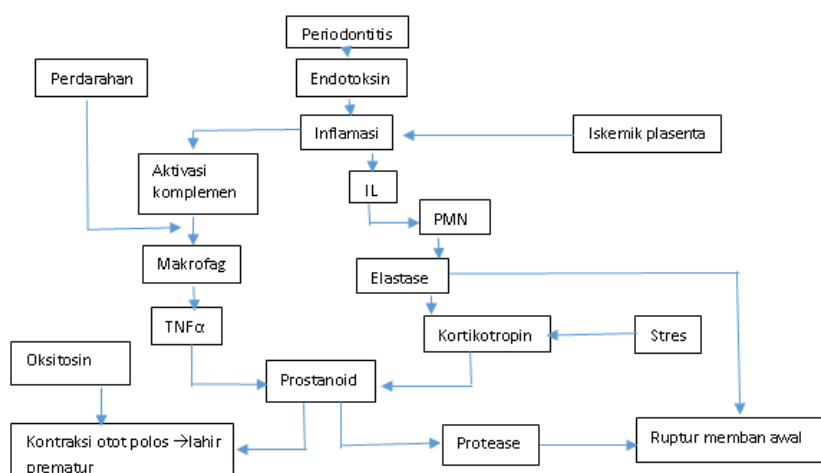 Periodontitis
Perdarahan
Endotoksin
Inflamasi
Iskemik plasenta
Aktivasi
komplemen
IL
PMN
Makrofag
Elastase
TNFα
Kortikotropin
Stres
Oksitosin
Prostanoid
Kontraksi otot polos →lahir
prematur
Protease
Ruptur memban awal